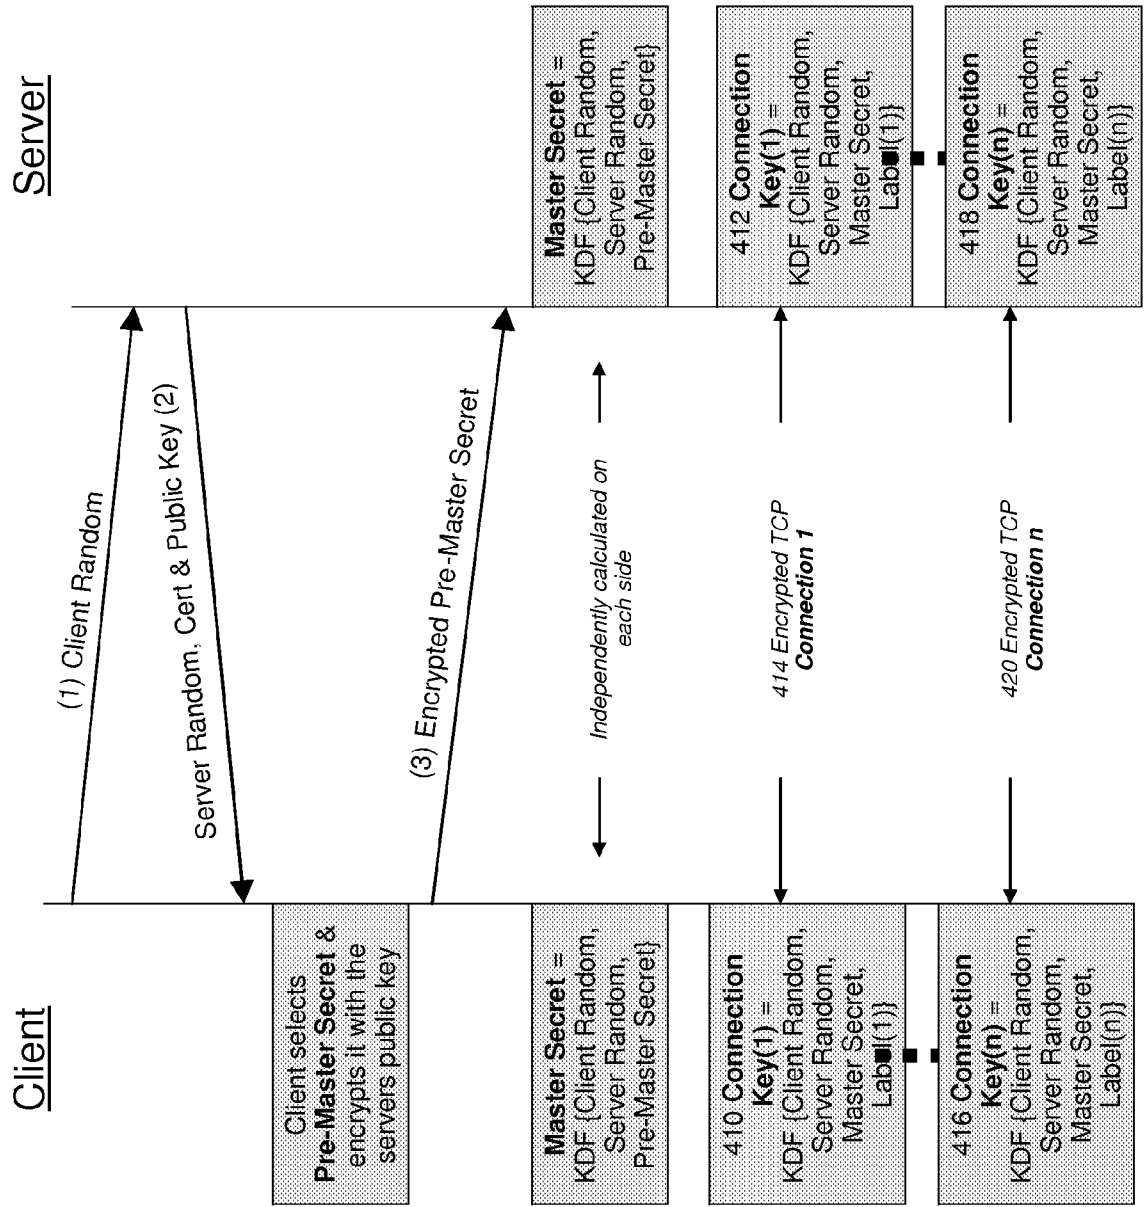 Client
Server
(1) Client Random
Server Random, Cert & Public Key (2)
Client selects
Pre-Master Secret &
encrypts it with the
servers public key
(3) Encrypted Pre-Master Secret
Master Secret =
KDF {Client Random,
Server Random,
Pre-Master Secret}
Independently calculated on
each side
Master Secret =
KDF {Client Random,
Server Random,
Pre-Master Secret}
410 Connection
Key(1) =
KDF {Client Random,
Server Random,
Master Secret,
Label(1)}
414 Encrypted TCP
Connection 1
412 Connection
Key(1) =
KDF {Client Random,
Server Random,
Master Secret,
Label(1)}
416 Connection
Key(n) =
KDF {Client Random,
Server Random,
Master Secret,
Label(n)}
420 Encrypted TCP
Connection n
418 Connection
Key(n) =
KDF {Client Random,
Server Random,
Master Secret,
Label(n)}